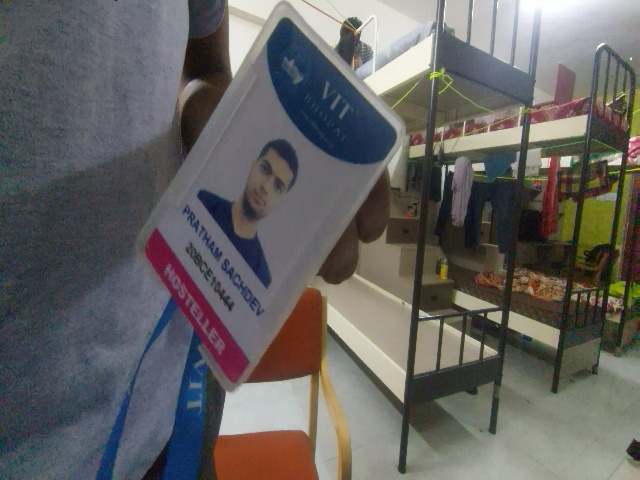 VIT
BHOPAL
PRATHAM SACHDEV
20BCE10444
HOSTELLER
VIT